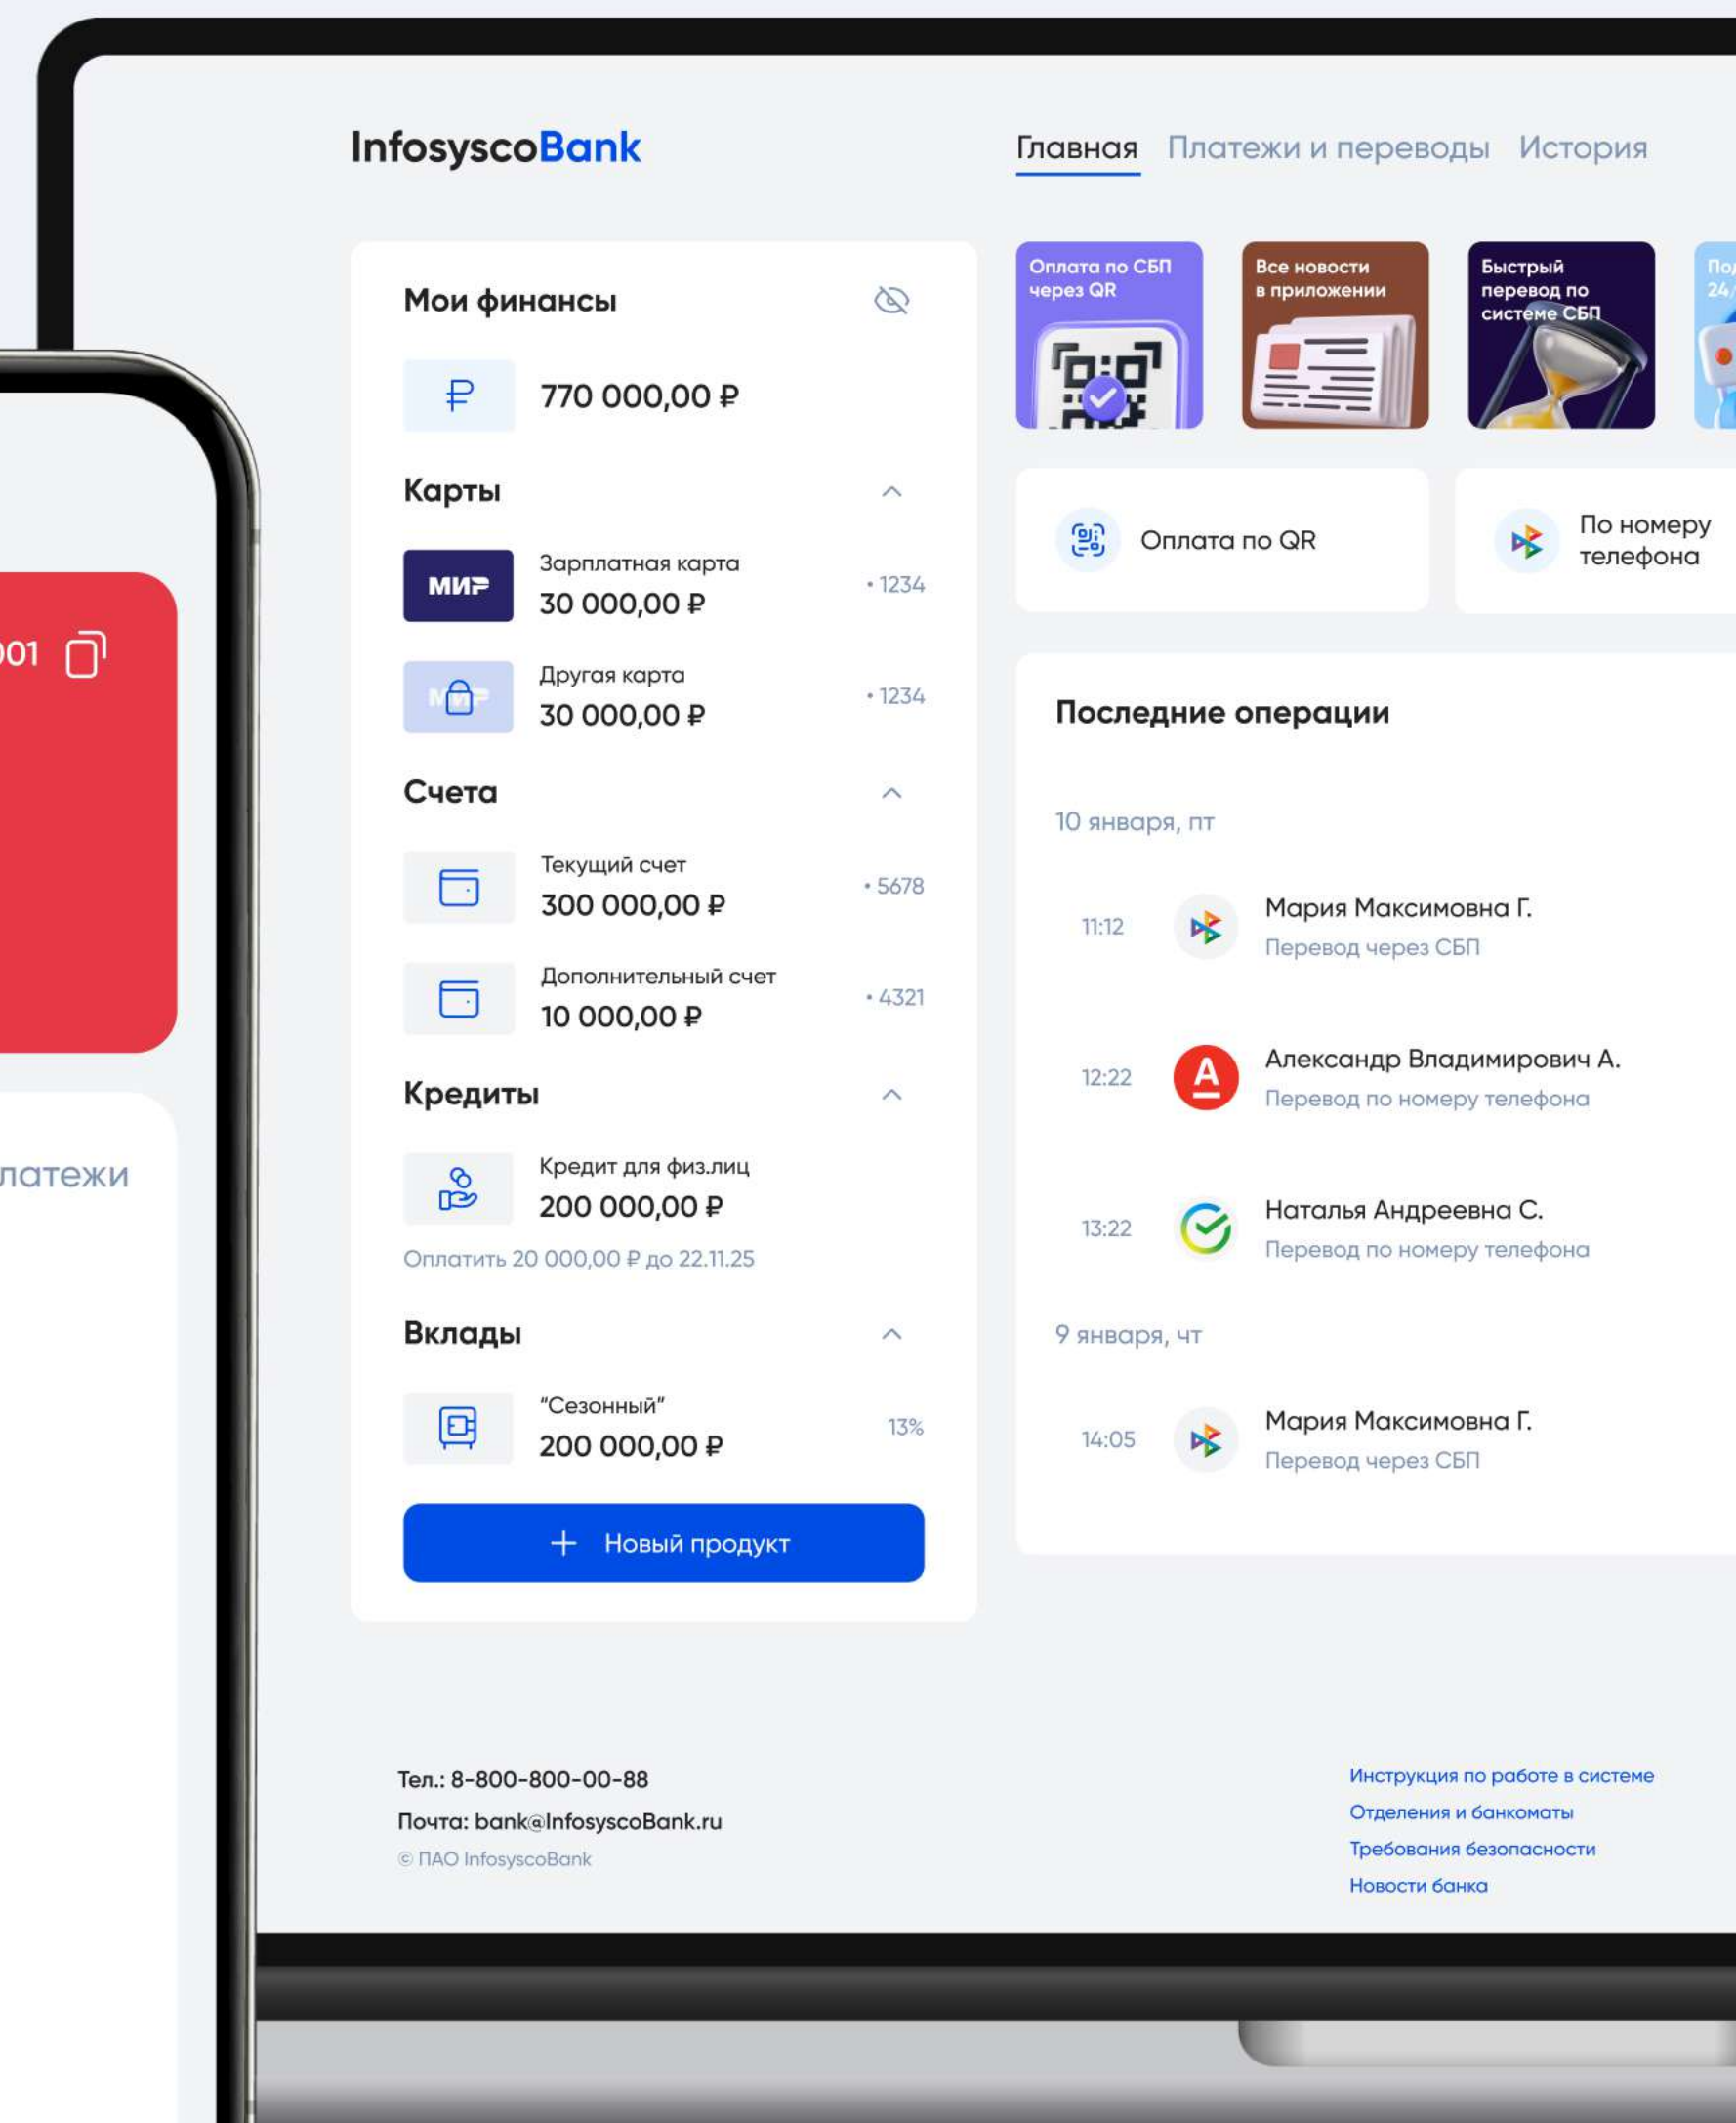 InfosyscoBank
Главная Платежи и переводы История
Мои финансы
770 000,00 ₽
Карты
МИР
Зарплатная карта
30 000,00 ₽
• 1234
МИР
Другая карта
30 000,00 ₽
• 1234
Счета
Текущий счет
300 000,00 ₽
• 5678
Дополнительный счет
10 000,00 ₽
• 4321
Кредиты
Кредит для физ.лиц
200 000,00 ₽
Оплатить 20 000,00 ₽ до 22.11.25
Вклады
“Сезонный”
200 000,00 ₽
13%
+ Новый продукт
Оплата по СБП
через QR
Все новости
в приложении
Быстрый
перевод по
системе СБП
24/
Оплата по QR
По номеру
телефона
Последние операции
10 января, пт
11:12
Мария Максимовна Г.
Перевод через СБП
12:22
А
Александр Владимирович А.
Перевод по номеру телефона
13:22
Наталья Андреевна С.
Перевод по номеру телефона
9 января, чт
14:05
Мария Максимовна Г.
Перевод через СБП
Тел.: 8-800-800-00-88
Почта: bank@InfosyscoBank.ru
© ПАО InfosyscoBank
Инструкция по работе в системе
Отделения и банкоматы
Требования безопасности
Новости банка
001
латежи